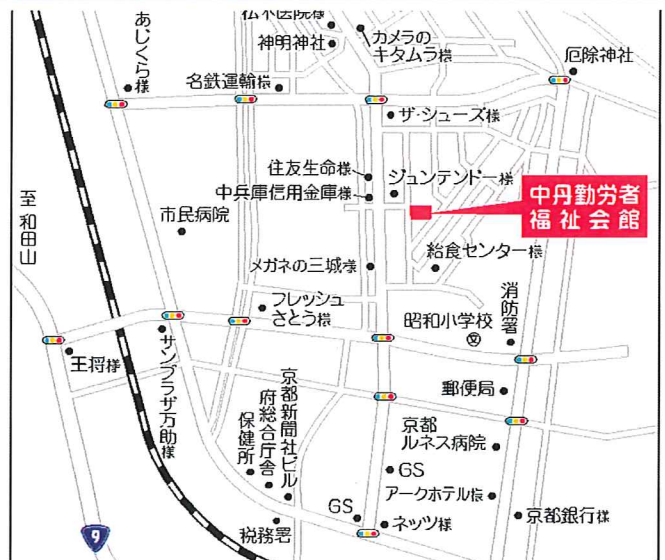 松木医院様
神明神社
カメラの
キタムラ様
あじくら様
名鉄運輸様
厄除神社
ザ・シューズ様
住友生命様
ジュンテンドー様
中兵庫信用金庫様
中丹勤労者
福祉会館
至 和田山
市民病院
メガネの三城様
給食センター様
フレッシュ
さとう様
昭和小学校
文
消防署
王将様
サンプラザ万助様
郵便局
京都新聞社ビル
府総合庁舎
保健所
京都
ルネス病院
GS
アークホテル様
GS
ネッツ様
京都銀行様
税務署
9